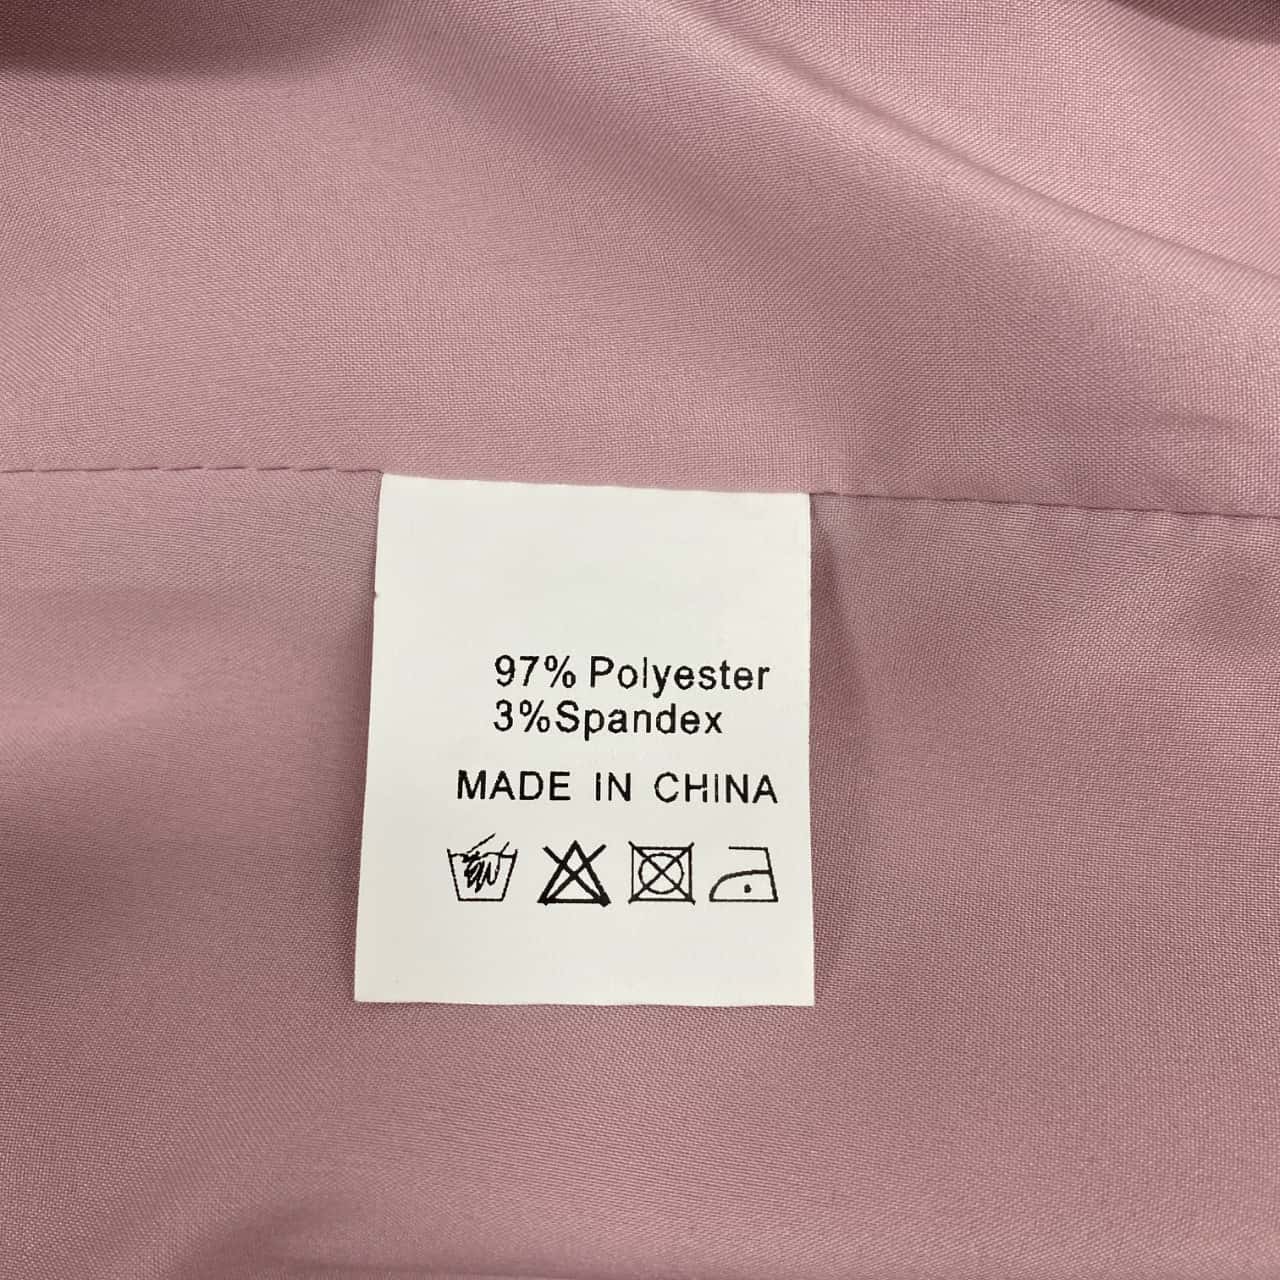 97% Polyester
3%Spandex
MADE IN CHINA